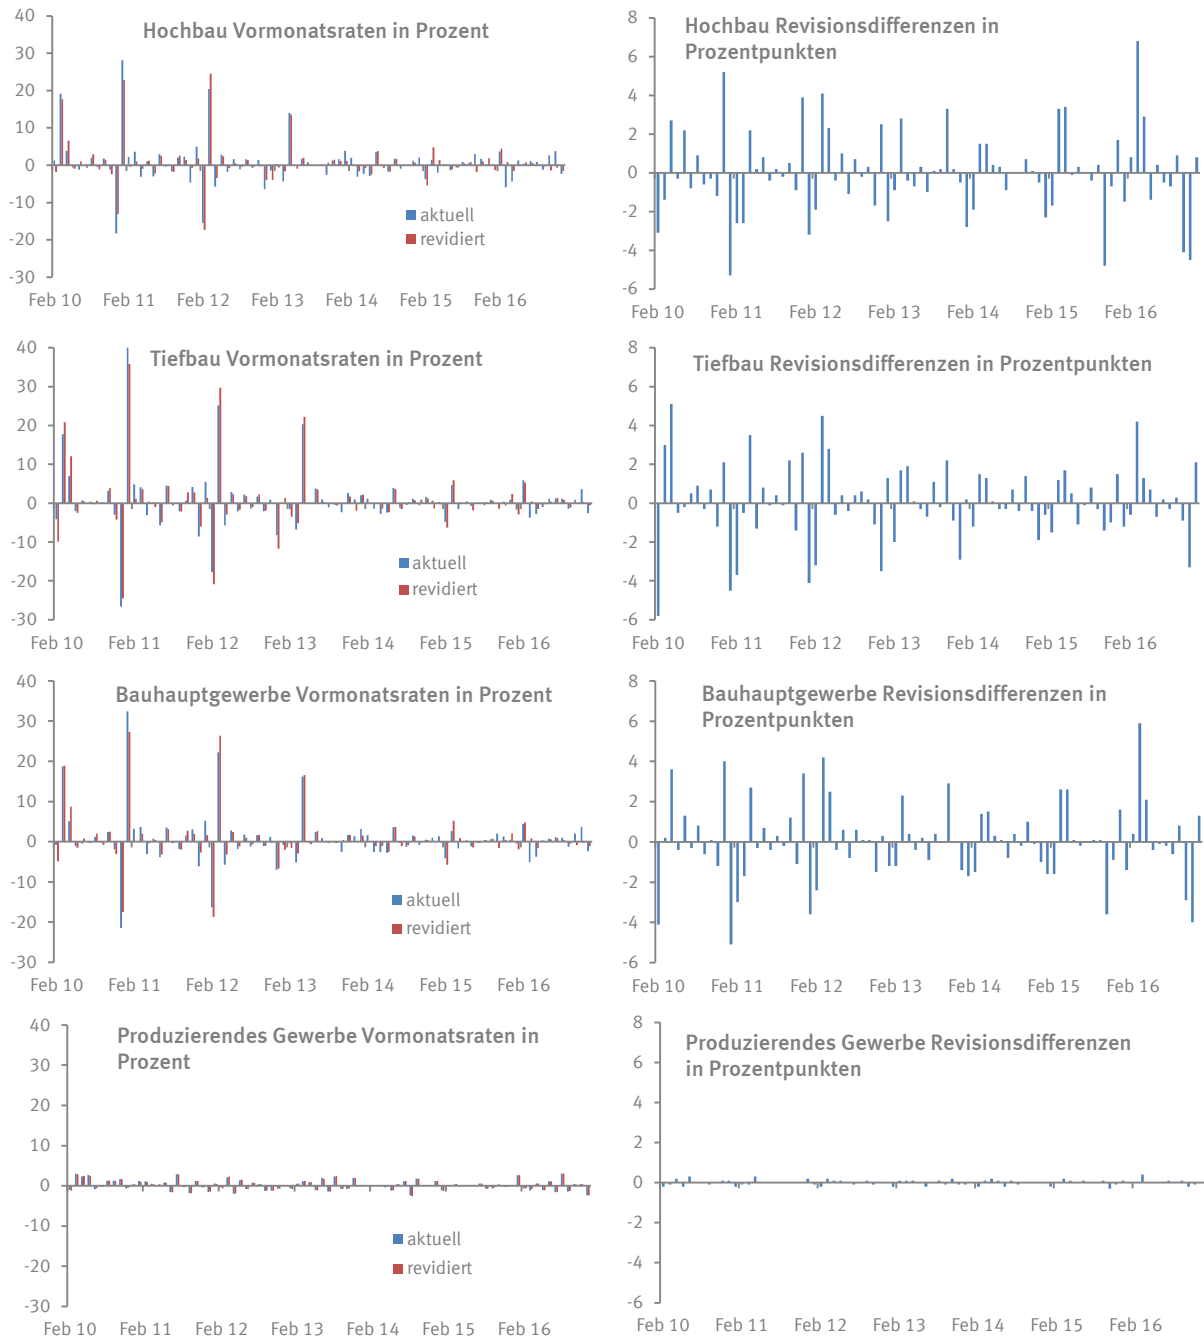 Hochbau Vormonatsraten in Prozent
40
30
20
10
0
-10
-20
-30
aktuell
revidiert
Feb 10 Feb 11 Feb 12 Feb 13 Feb 14 Feb 15 Feb 16
Hochbau Revisionsdifferenzen in
Prozentpunkten
8
6
4
2
0
-2
-4
-6
Feb 10 Feb 11 Feb 12 Feb 13 Feb 14 Feb 15 Feb 16
Tiefbau Vormonatsraten in Prozent
40
30
20
10
0
-10
-20
-30
aktuell
revidiert
Feb 10 Feb 11 Feb 12 Feb 13 Feb 14 Feb 15 Feb 16
Tiefbau Revisionsdifferenzen in Prozentpunkten
8
6
4
2
0
-2
-4
-6
Feb 10 Feb 11 Feb 12 Feb 13 Feb 14 Feb 15 Feb 16
Bauhauptgewerbe Vormonatsraten in Prozent
40
30
20
10
0
-10
-20
-30
aktuell
revidiert
Feb 10 Feb 11 Feb 12 Feb 13 Feb 14 Feb 15 Feb 16
Bauhauptgewerbe Revisionsdifferenzen in
Prozentpunkten
8
6
4
2
0
-2
-4
-6
Feb 10 Feb 11 Feb 12 Feb 13 Feb 14 Feb 15 Feb 16
Produzierendes Gewerbe Vormonatsraten in
Prozent
40
30
20
10
0
-10
-20
-30
aktuell
revidiert
Feb 10 Feb 11 Feb 12 Feb 13 Feb 14 Feb 15 Feb 16
Produzierendes Gewerbe Revisionsdifferenzen
in Prozentpunkten
8
6
4
2
0
-2
-4
-6
Feb 10 Feb 11 Feb 12 Feb 13 Feb 14 Feb 15 Feb 16